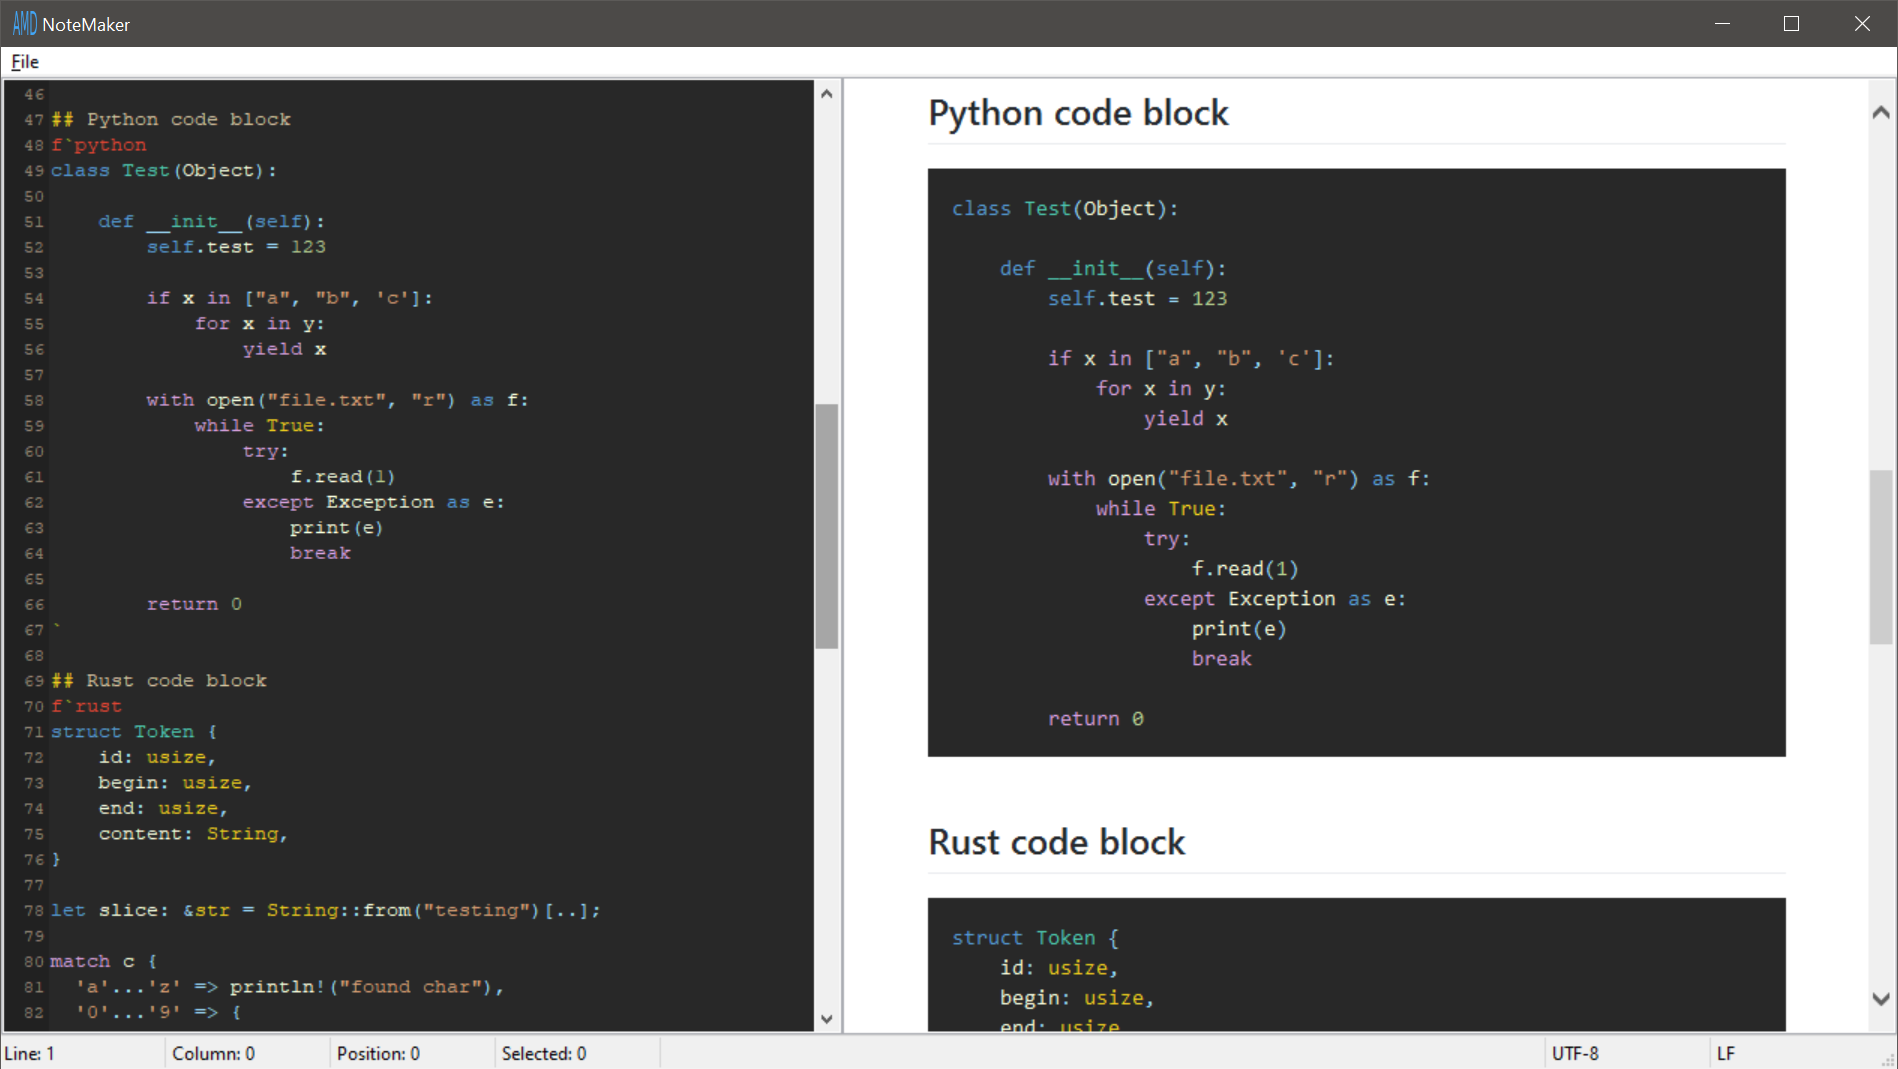 AMD NoteMaker
File
46
47 ## Python code block
48 f`python
49 class Test(Object):
50
51     def __init__(self):
52         self.test = 123
53
54         if x in ["a", "b", 'c']:
55             for x in y:
56                 yield x
57
58         with open("file.txt", "r") as f:
59             while True:
60                 try:
61                     f.read(1)
62                 except Exception as e:
63                     print(e)
64                     break
65
66         return 0
67 `
68
69 ## Rust code block
70 f`rust
71 struct Token {
72     id: usize,
73     begin: usize,
74     end: usize,
75     content: String,
76 }
77
78 let slice: &str = String::from("testing")[..];
79
80 match c {
81   'a'...'z' => println!("found char"),
82   '0'...'9' => {
Python code block
class Test(Object):
    def __init__(self):
        self.test = 123
        if x in ["a", "b", 'c']:
            for x in y:
                yield x
        with open("file.txt", "r") as f:
            while True:
                try:
                    f.read(1)
                except Exception as e:
                    print(e)
                    break
        return 0
Rust code block
struct Token {
    id: usize,
    begin: usize,
    end: usize
Line: 1 Column: 0 Position: 0 Selected: 0 UTF-8 LF